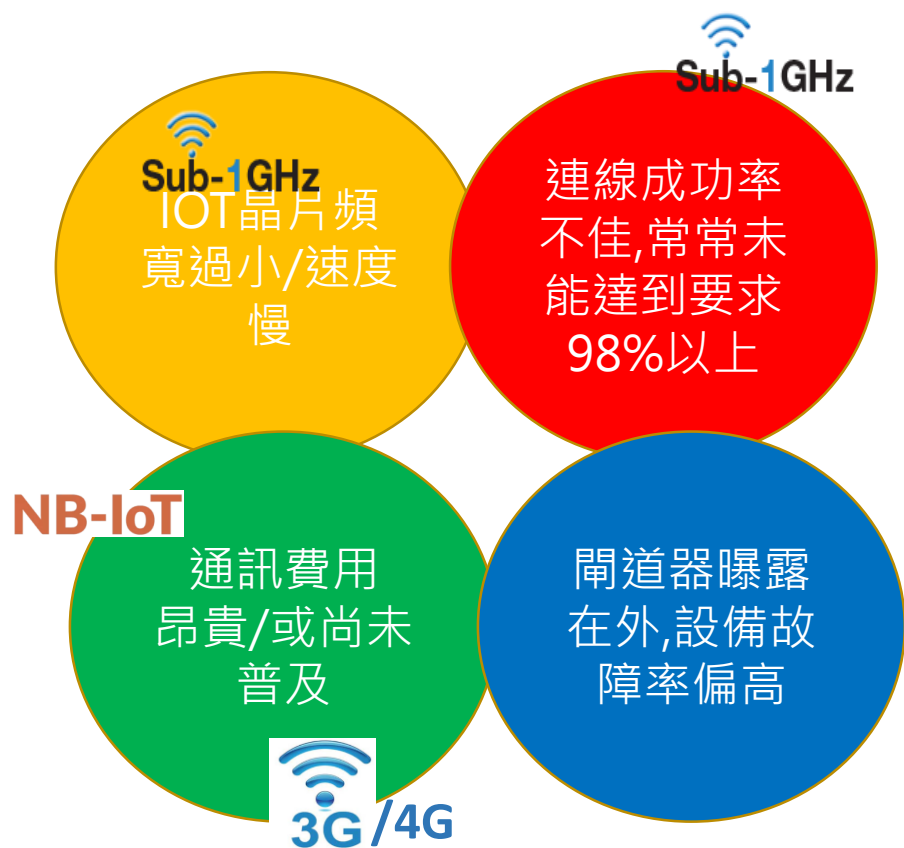 Sub-1GHz
IOT晶片頻
寬過小/速度
慢
Sub-1GHz
連線成功率
不佳,常常未
能達到要求
98%以上
NB-IoT
通訊費用
昂貴/或尚未
普及
3G/4G
閘道器曝露
在外,設備故
障率偏高